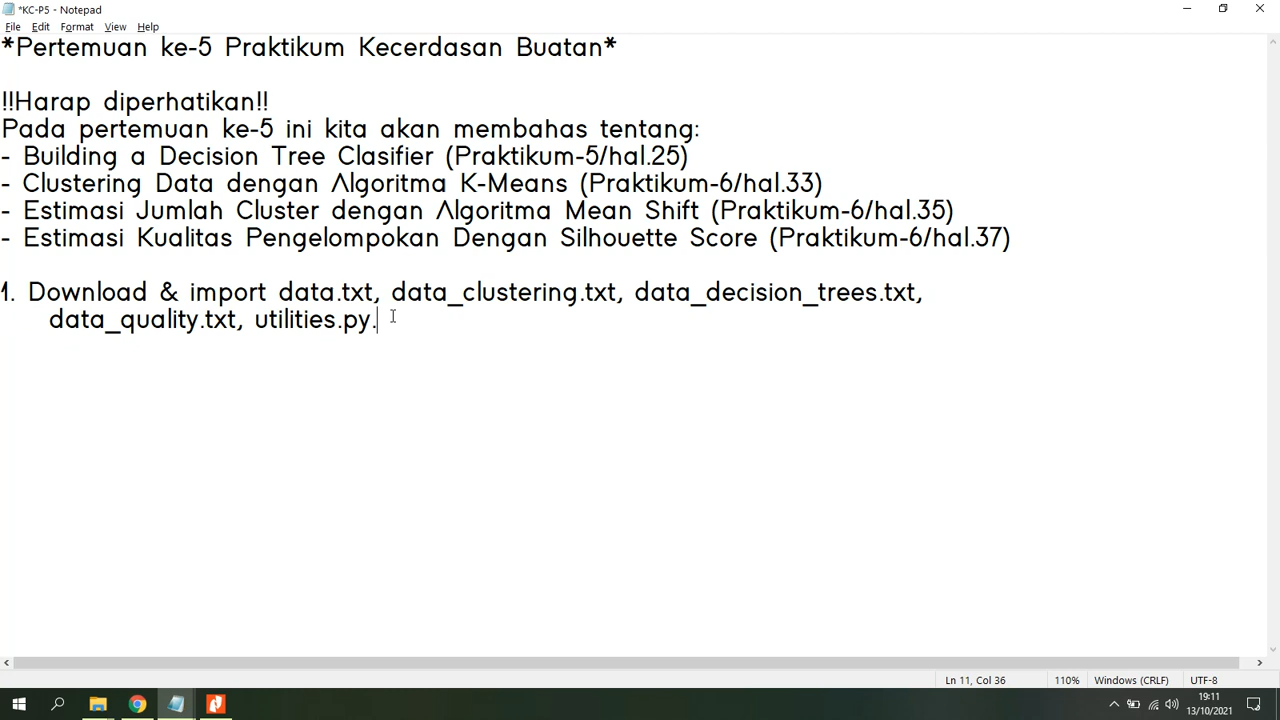 *KC-P5 - Notepad
File Edit Format View Help
*Pertemuan ke-5 Praktikum Kecerdasan Buatan*
!!Harap diperhatikan!!
Pada pertemuan ke-5 ini kita akan membahas tentang:
- Building a Decision Tree Clasifier (Praktikum-5/hal.25)
- Clustering Data dengan Algoritma K-Means (Praktikum-6/hal.33)
- Estimasi Jumlah Cluster dengan Algoritma Mean Shift (Praktikum-6/hal.35)
- Estimasi Kualitas Pengelompokan Dengan Silhouette Score (Praktikum-6/hal.37)
1. Download & import data.txt, data_clustering.txt, data_decision_trees.txt,
data_quality.txt, utilities.py.
Ln 11, Col 36 110% Windows (CRLF) UTF-8
19:11
13/10/2021